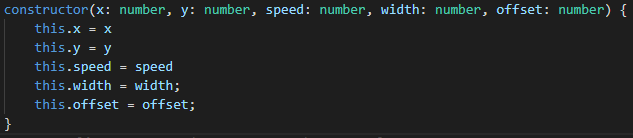 constructor(x: number, y: number, speed: number, width: number, offset: number) {
    this.x = x
    this.y = y
    this.speed = speed
    this.width = width;
    this.offset = offset;
}